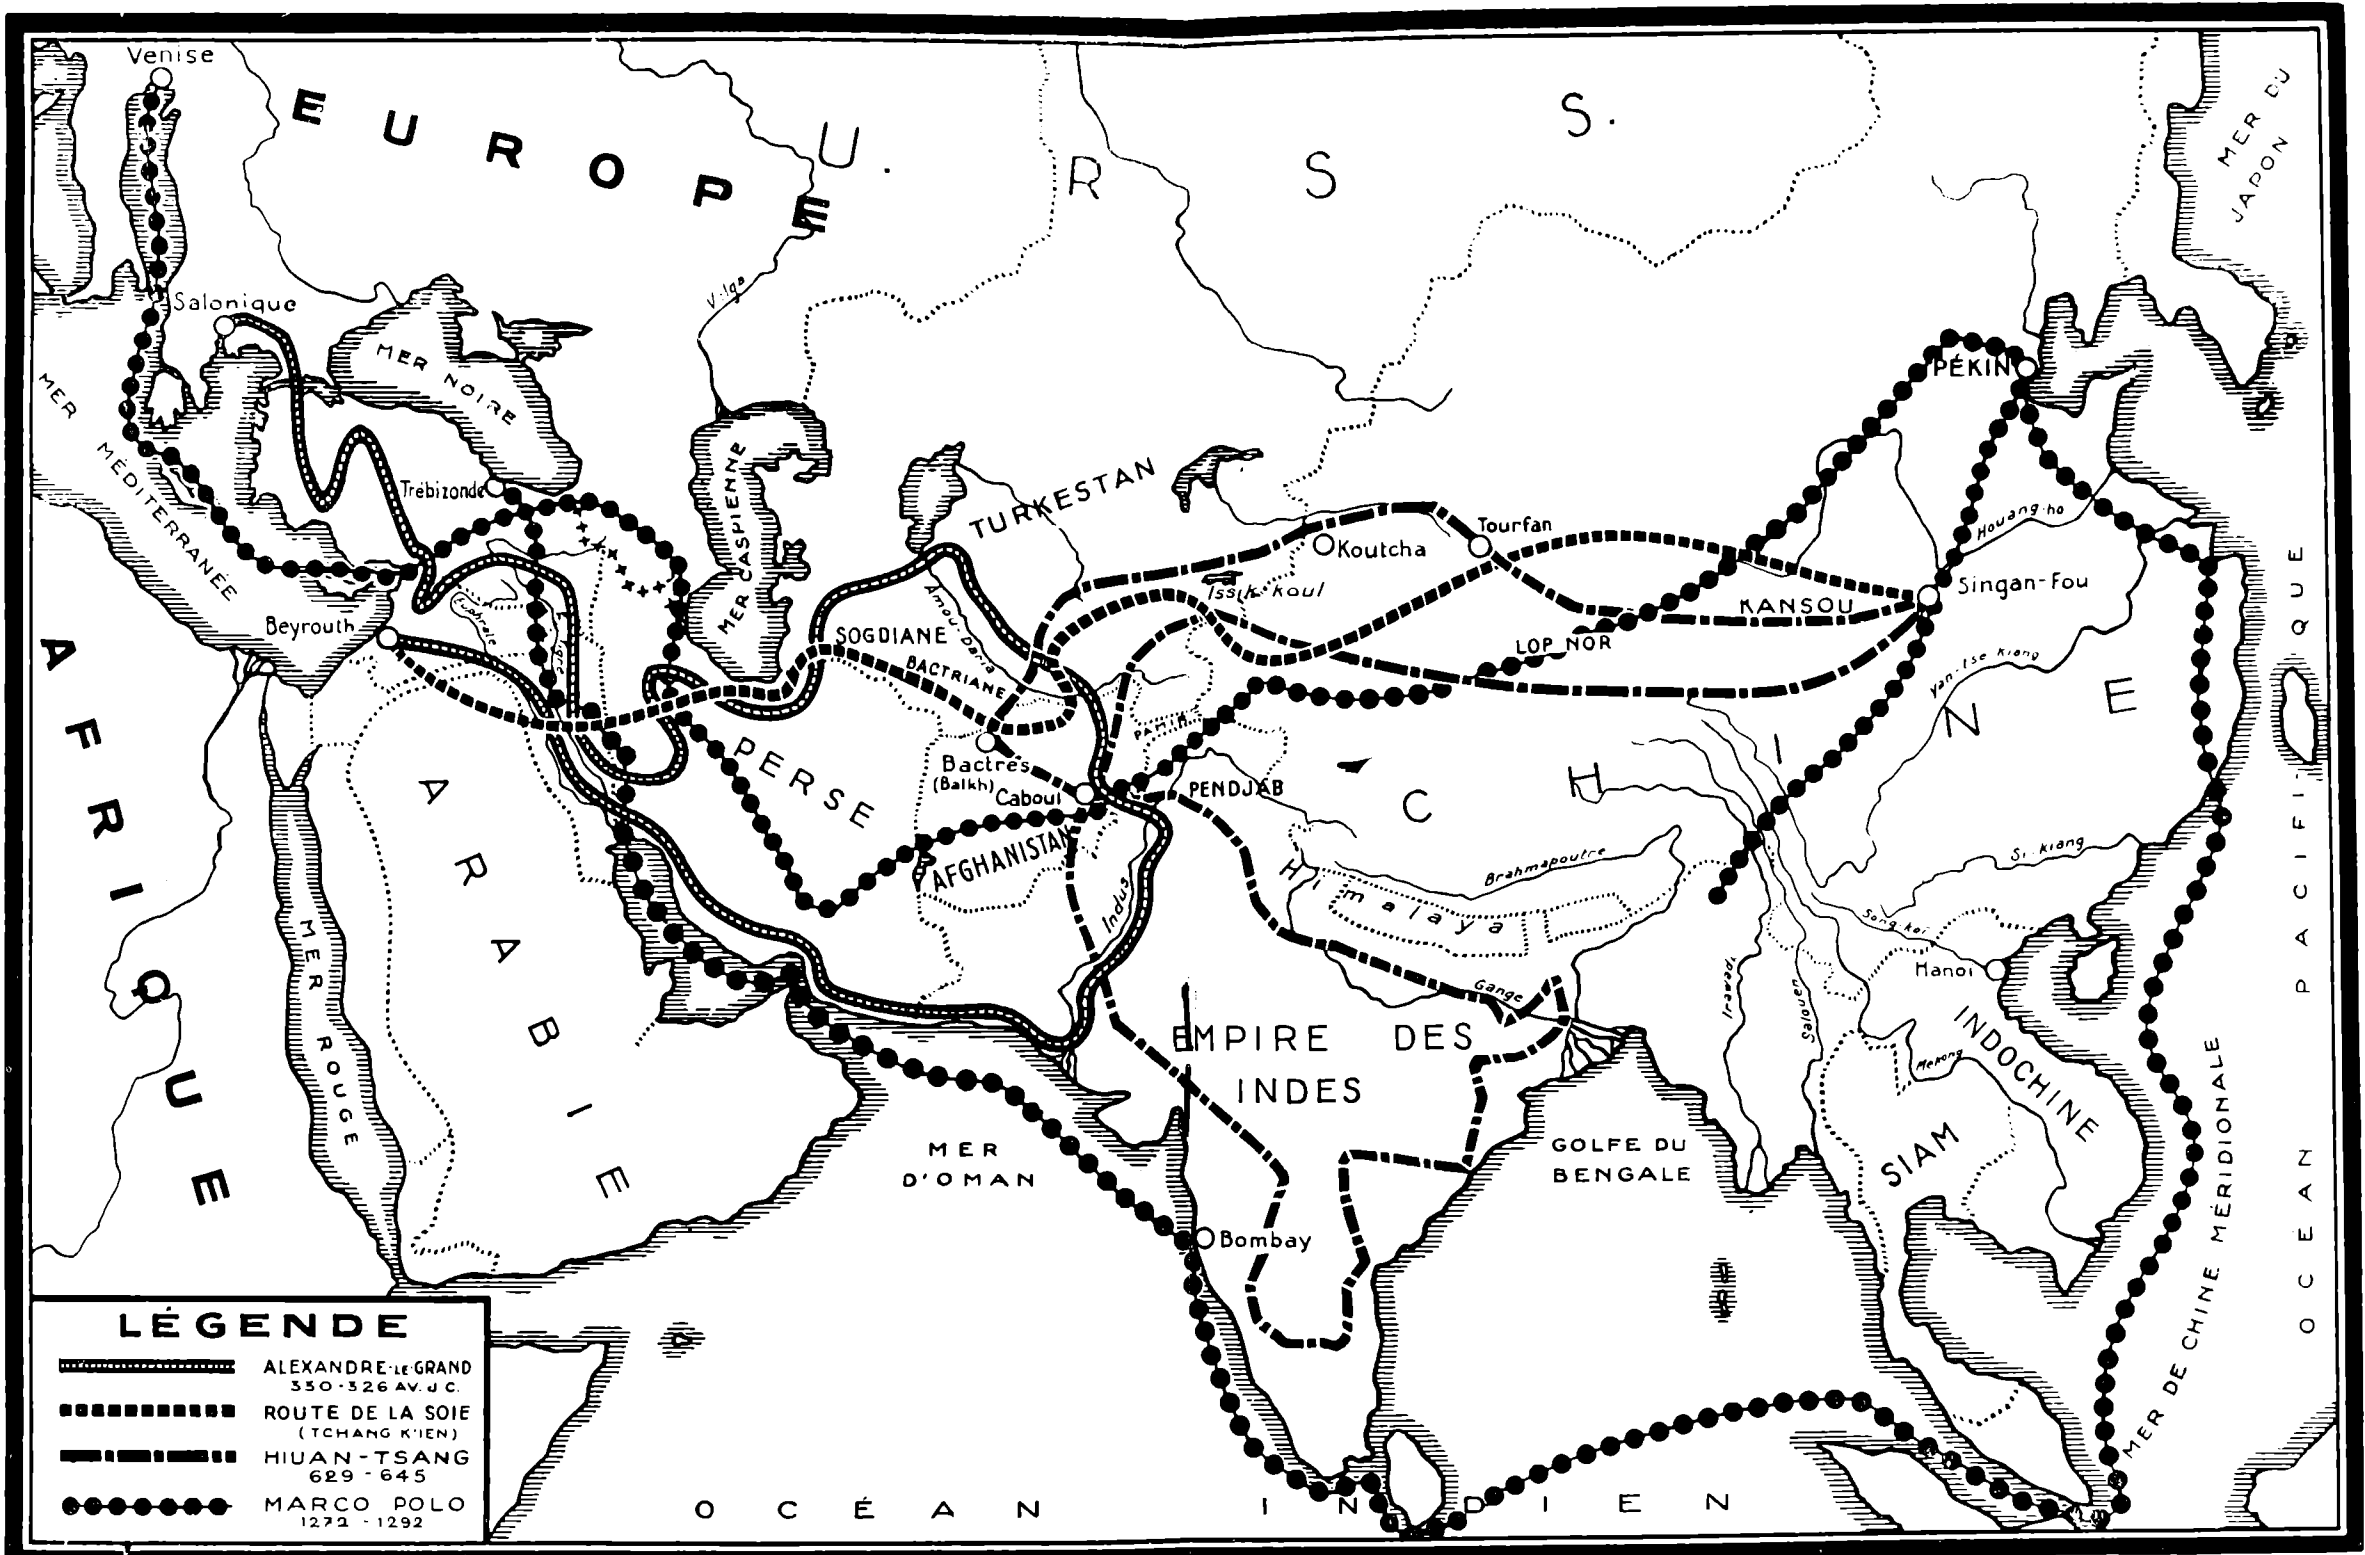 Venise
EUROPE
U.R.S.S.
MER DU
JAPON
Volga
Salonique
MER NOIRE
MER
MÉDITERRANÉE
Trébizonde
MER CASPIENNE
TURKESTAN
PÉKIN
Tourfan
Koutcha
Houang-ho
Issik-koul
Singan-Fou
KANSOU
LOP NOR
Amou-Daria
SOGDIANE
BACTRIANE
Euphrate
Beyrouth
Yan-tse Kiang
PAMIR
PERSE
Bactres
(Balkh)
Caboul
PENDJAB
AFGHANISTAN
CHINE
AFRIQUE
ARABIE
Indus
Himalaya
Brahmapoutre
Si-kiang
Song-koï
Hanoï
Irawadi
Salouen
Gange
MER ROUGE
EMPIRE DES
INDES
INDOCHINE
Mekong
SIAM
MER
D'OMAN
GOLFE DU
BENGALE
Bombay
MER DE CHINE MÉRIDIONALE
OCÉAN PACIFIQUE
OCÉAN INDIEN
LÉGENDE
ALEXANDRE-LE-GRAND
330-326 AV. J C.
ROUTE DE LA SOIE
(TCHANG K'IEN)
HIUAN-TSANG
629-645
MARCO POLO
1272-1292